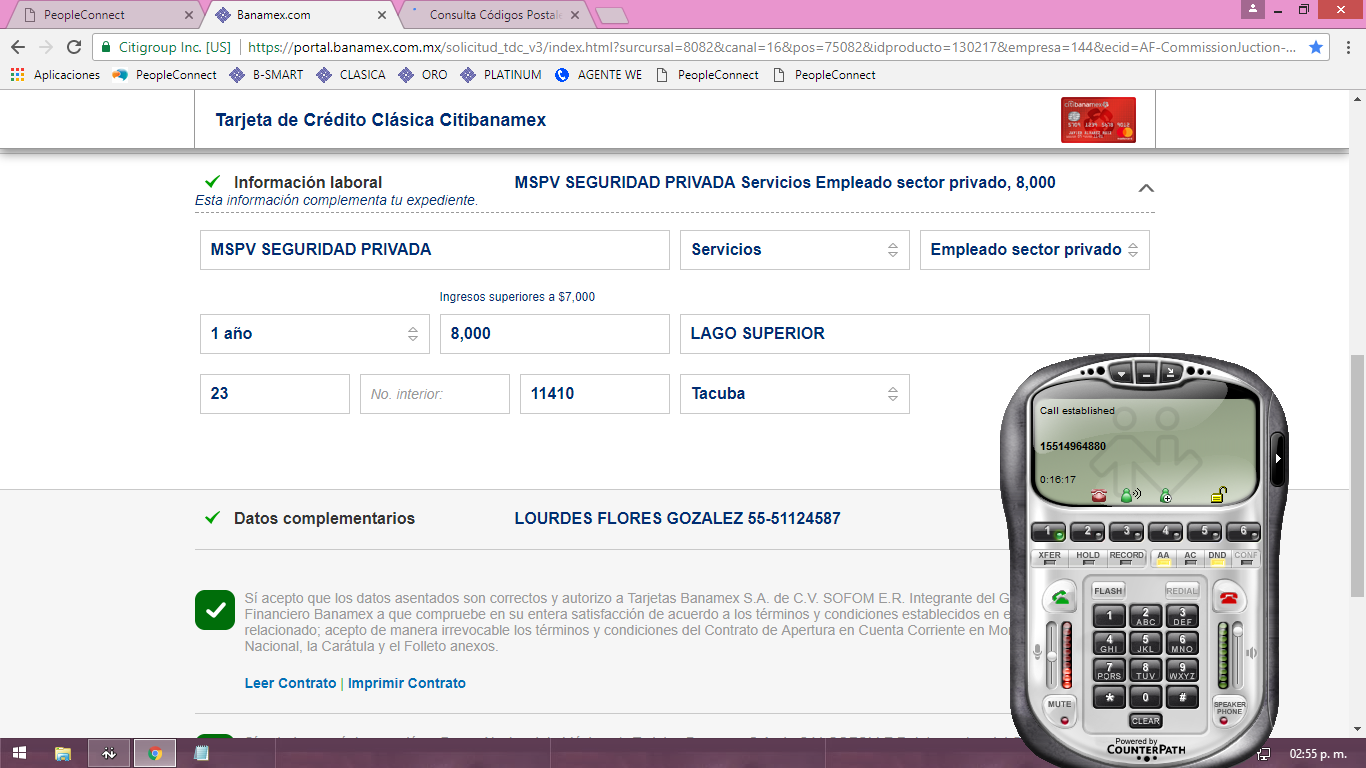 PeopleConnect
Banamex.com
Consulta Códigos Postale
Citigroup Inc. [US]
https://portal.banamex.com.mx/solicitud_tdc_v3/index.html?surcursal=8082&canal=16&pos=75082&idproducto=130217&empresa=144&ecid=AF-CommissionJuction-...
Aplicaciones PeopleConnect B-SMART CLASICA ORO PLATINUM AGENTE WE PeopleConnect PeopleConnect
Tarjeta de Crédito Clásica Citibanamex
citibanamex
Información laboral MSPV SEGURIDAD PRIVADA Servicios Empleado sector privado, 8,000
Esta información complementa tu expediente.
MSPV SEGURIDAD PRIVADA Servicios Empleado sector privado
Ingresos superiores a $7,000
1 año 8,000 LAGO SUPERIOR
23 No. interior: 11410 Tacuba
Datos complementarios LOURDES FLORES GOZALEZ 55-51124587
Sí acepto que los datos asentados son correctos y autorizo a Tarjetas Banamex S.A. de C.V. SOFOM E.R. Integrante del G
Financiero Banamex a que compruebe en su entera satisfacción de acuerdo a los términos y condiciones establecidos en e
relacionado; acepto de manera irrevocable los términos y condiciones del Contrato de Apertura en Cuenta Corriente en Mon
Nacional, la Carátula y el Folleto anexos.
Leer Contrato | Imprimir Contrato
Call established
15514964880
0:16:17
1 2 3 4 5 6
XFER HOLD RECORD AA AC DND CONF
FLASH REDIAL
1 2 ABC 3 DEF
4 GHI 5 JKL 6 MNO
7 PQRS 8 TUV 9 WXYZ
* 0 #
MUTE CLEAR SPEAKER PHONE
Powered by
COUNTERPATH
02:55 p. m.